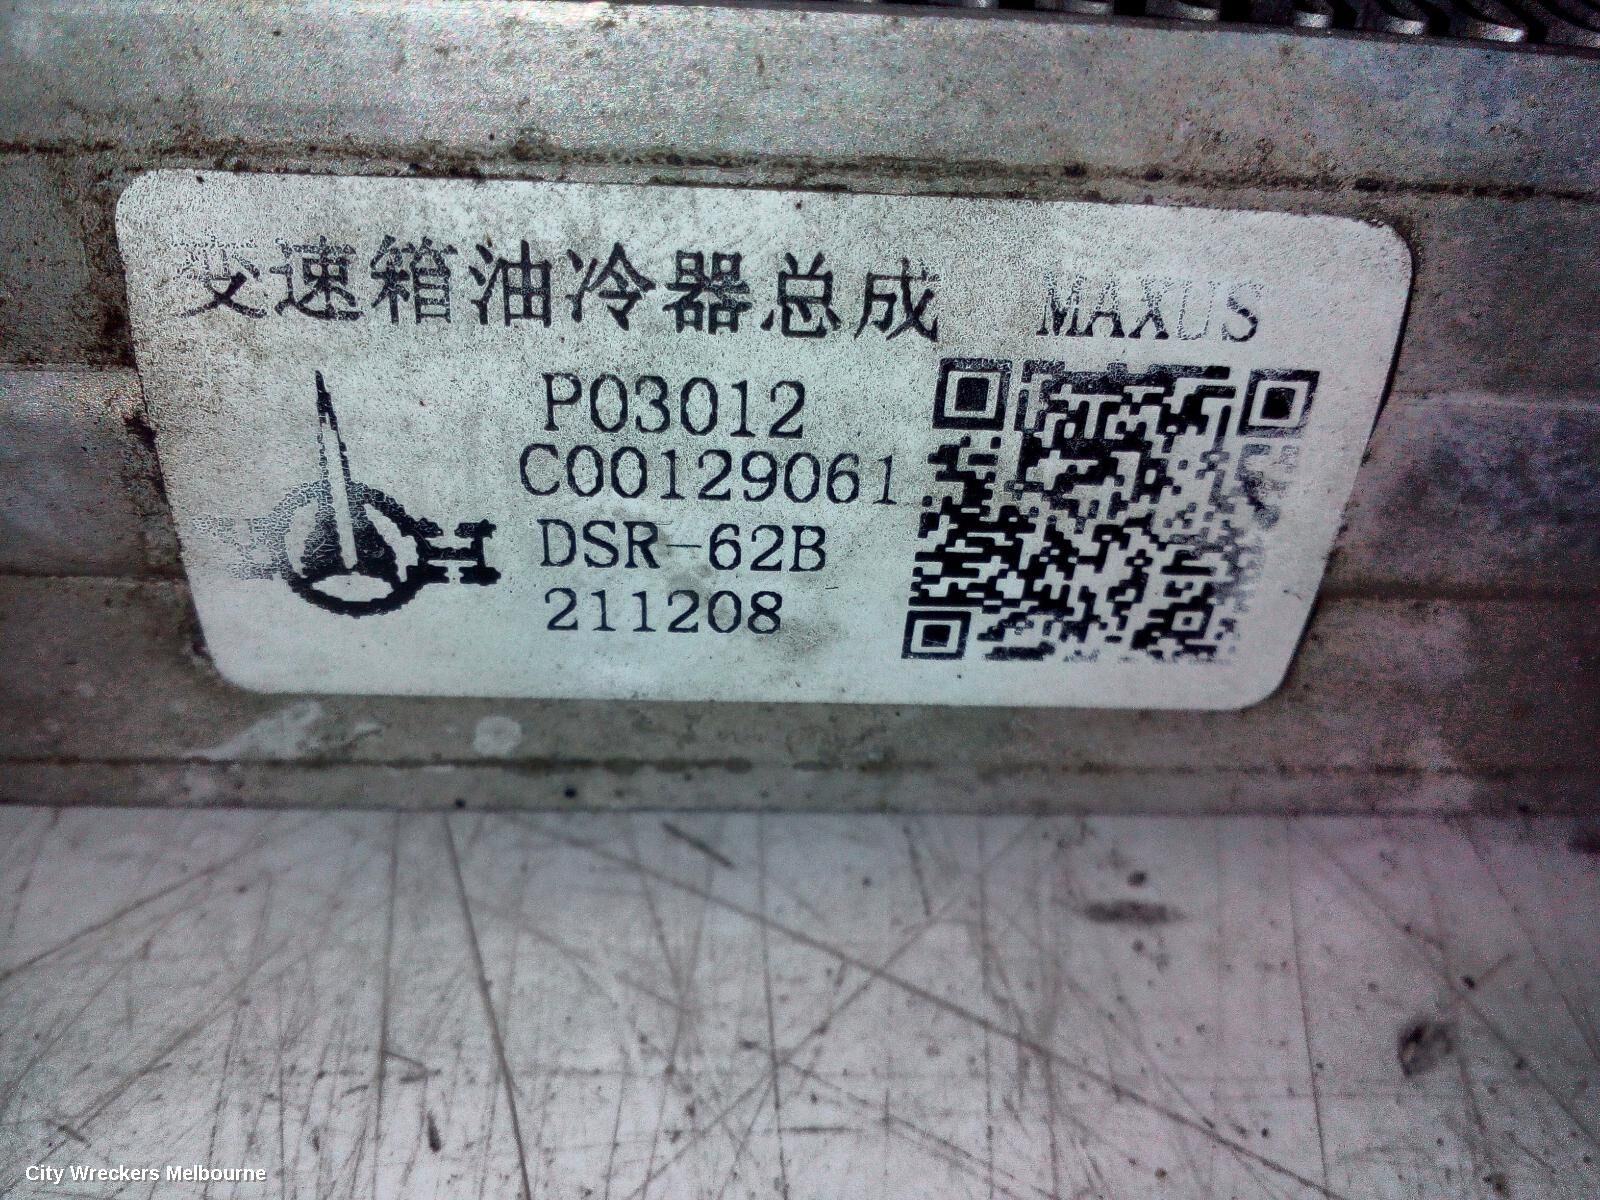 变速箱油冷器总成 MAXUS
P03012
C00129061
DSR-62B
211208
City Wreckers Melbourne